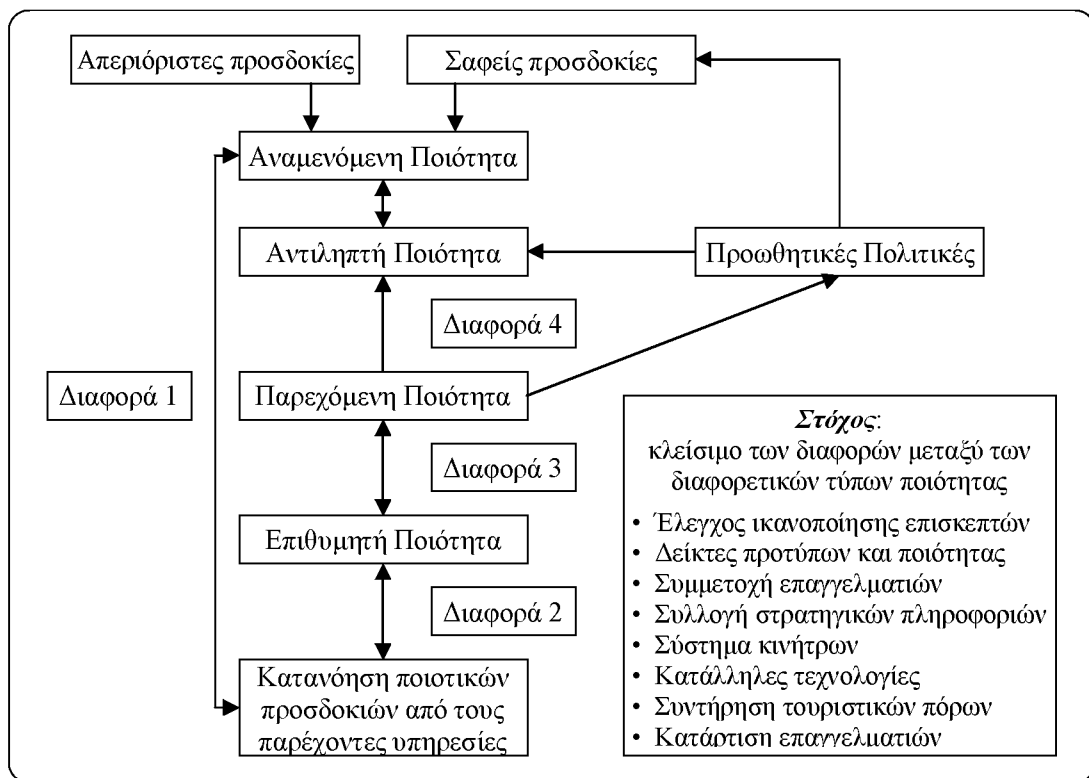 Απεριόριστες προσδοκίες
Σαφείς προσδοκίες
Αναμενόμενη Ποιότητα
Αντιληπτή Ποιότητα
Προωθητικές Πολιτικές
Διαφορά 4
Διαφορά 1
Παρεχόμενη Ποιότητα
Διαφορά 3
Επιθυμητή Ποιότητα
Διαφορά 2
Κατανόηση ποιοτικών
προσδοκιών από τους
παρέχοντες υπηρεσίες
Στόχος:
κλείσιμο των διαφορών μεταξύ των
διαφορετικών τύπων ποιότητας
• Έλεγχος ικανοποίησης επισκεπτών
• Δείκτες προτύπων και ποιότητας
• Συμμετοχή επαγγελματιών
• Συλλογή στρατηγικών πληροφοριών
• Σύστημα κινήτρων
• Κατάλληλες τεχνολογίες
• Συντήρηση τουριστικών πόρων
• Κατάρτιση επαγγελματιών